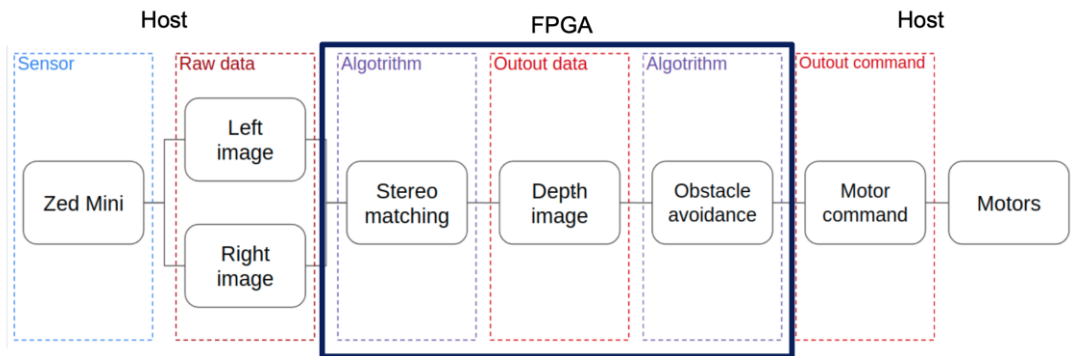 Host
FPGA
Host
Sensor
Raw data
Algotrithm
Outout data
Algotrithm
Outout command
Zed Mini
Left
image
Right
image
Stereo
matching
Depth
image
Obstacle
avoidance
Motor
command
Motors